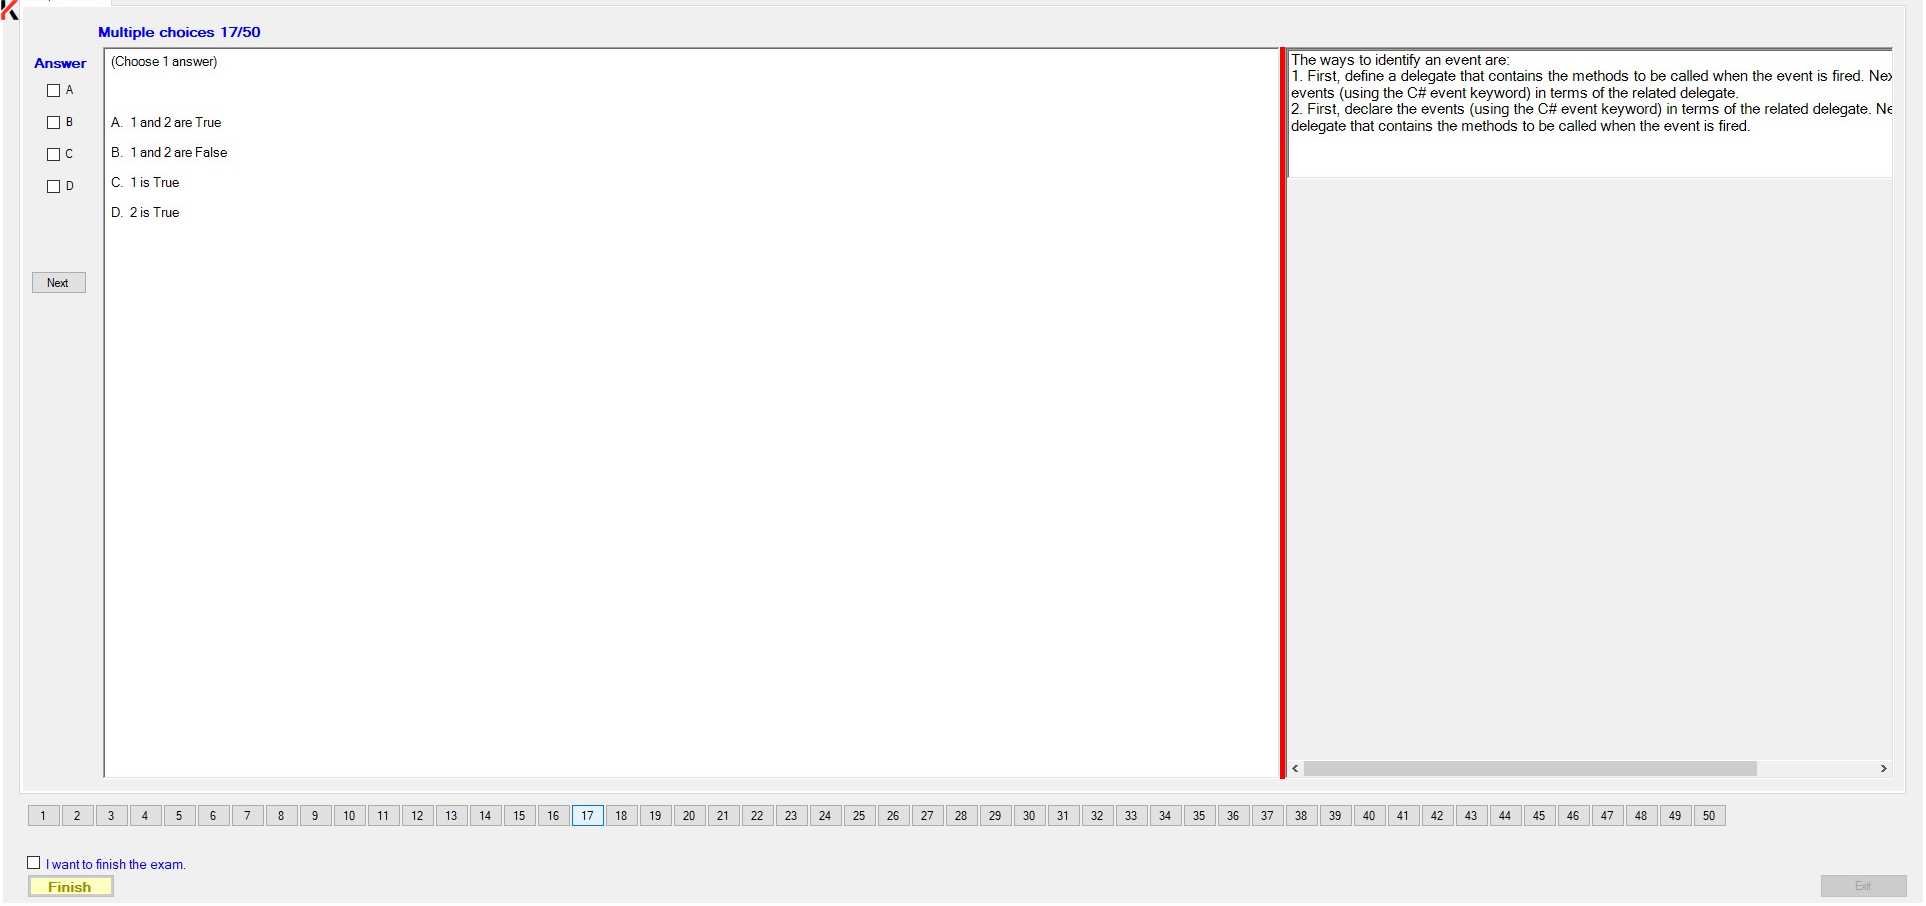 Multiple choices 17/50
Answer
A
B
C
D
Next
(Choose 1 answer)
A. 1 and 2 are True
B. 1 and 2 are False
C. 1 is True
D. 2 is True
The ways to identify an event are:
1. First, define a delegate that contains the methods to be called when the event is fired. Nex
events (using the C# event keyword) in terms of the related delegate.
2. First, declare the events (using the C# event keyword) in terms of the related delegate. Ne
delegate that contains the methods to be called when the event is fired.
1 2 3 4 5 6 7 8 9 10 11 12 13 14 15 16 17 18 19 20 21 22 23 24 25 26 27 28 29 30 31 32 33 34 35 36 37 38 39 40 41 42 43 44 45 46 47 48 49 50
I want to finish the exam.
Finish
Exit